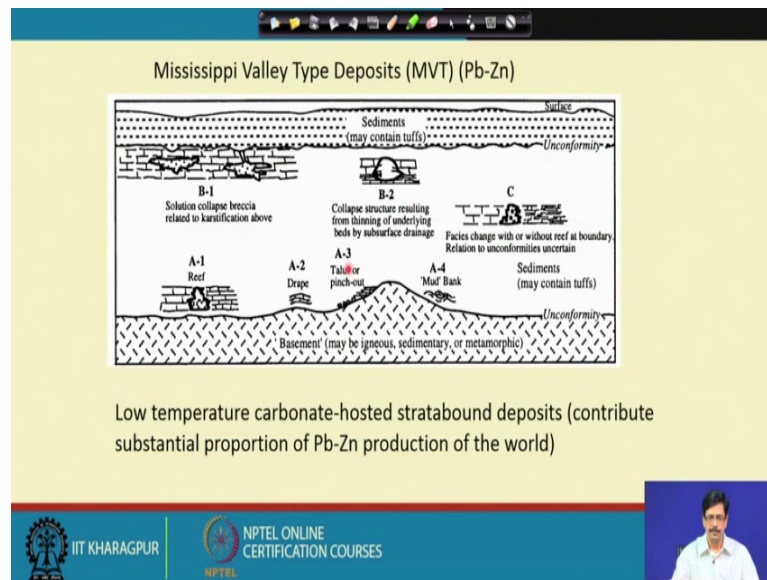 Mississippi Valley Type Deposits (MVT) (Pb-Zn)
Surface
Sediments
(may contain tuffs)
Unconformity
B-1
Solution collapse breccia
related to karstification above
B-2
Collapse structure resulting
from thinning of underlying
beds by subsurface drainage
C
Facies change with or without reef at boundary.
Relation to unconformities uncertain
A-1
Reef
A-2
Drape
A-3
Talus or
pinch-out
A-4
'Mud' Bank
Sediments
(may contain tuffs)
Unconformity
'Basement' (may be igneous, sedimentary, or metamorphic)
Low temperature carbonate-hosted stratabound deposits (contribute
substantial proportion of Pb-Zn production of the world)
IIT KHARAGPUR
NPTEL
NPTEL ONLINE
CERTIFICATION COURSES